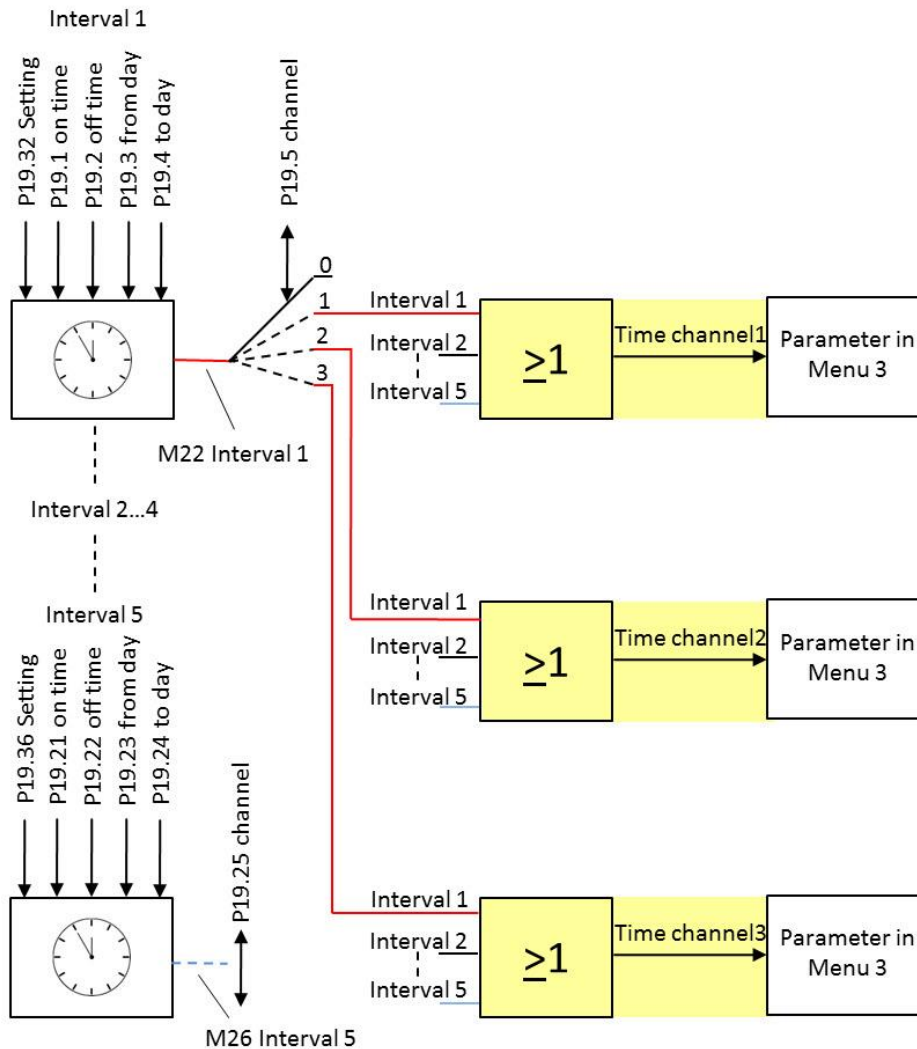 Interval 1
P19.32 Setting
P19.1 on time
P19.2 off time
P19.3 from day
P19.4 to day
P19.5 channel
0
1
2
3
M22 Interval 1
Interval 1
Interval 2
Interval 5
≥1
Time channel1
Parameter in
Menu 3
Interval 2...4
Interval 5
P19.36 Setting
P19.21 on time
P19.22 off time
P19.23 from day
P19.24 to day
P19.25 channel
M26 Interval 5
Interval 1
Interval 2
Interval 5
≥1
Time channel2
Parameter in
Menu 3
Interval 1
Interval 2
Interval 5
≥1
Time channel3
Parameter in
Menu 3